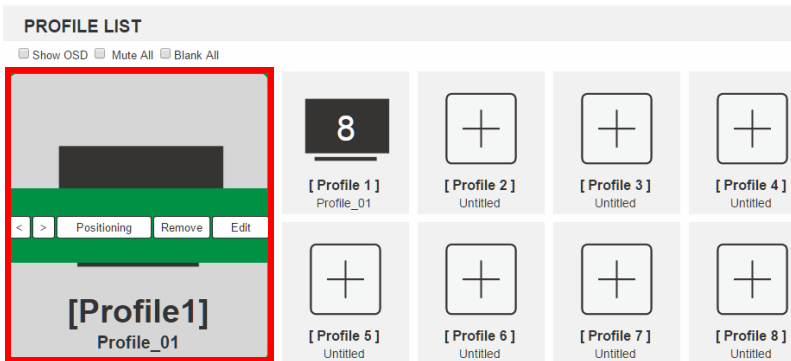 PROFILE LIST
Show OSD Mute All Blank All
8
[ Profile 1 ] [ Profile 2 ] [ Profile 3 ] [ Profile 4 ]
Profile_01 Untitled Untitled Untitled
< > Positioning Remove Edit
[Profile1]
Profile_01
[ Profile 5 ] [ Profile 6 ] [ Profile 7 ] [ Profile 8 ]
Untitled Untitled Untitled Untitled